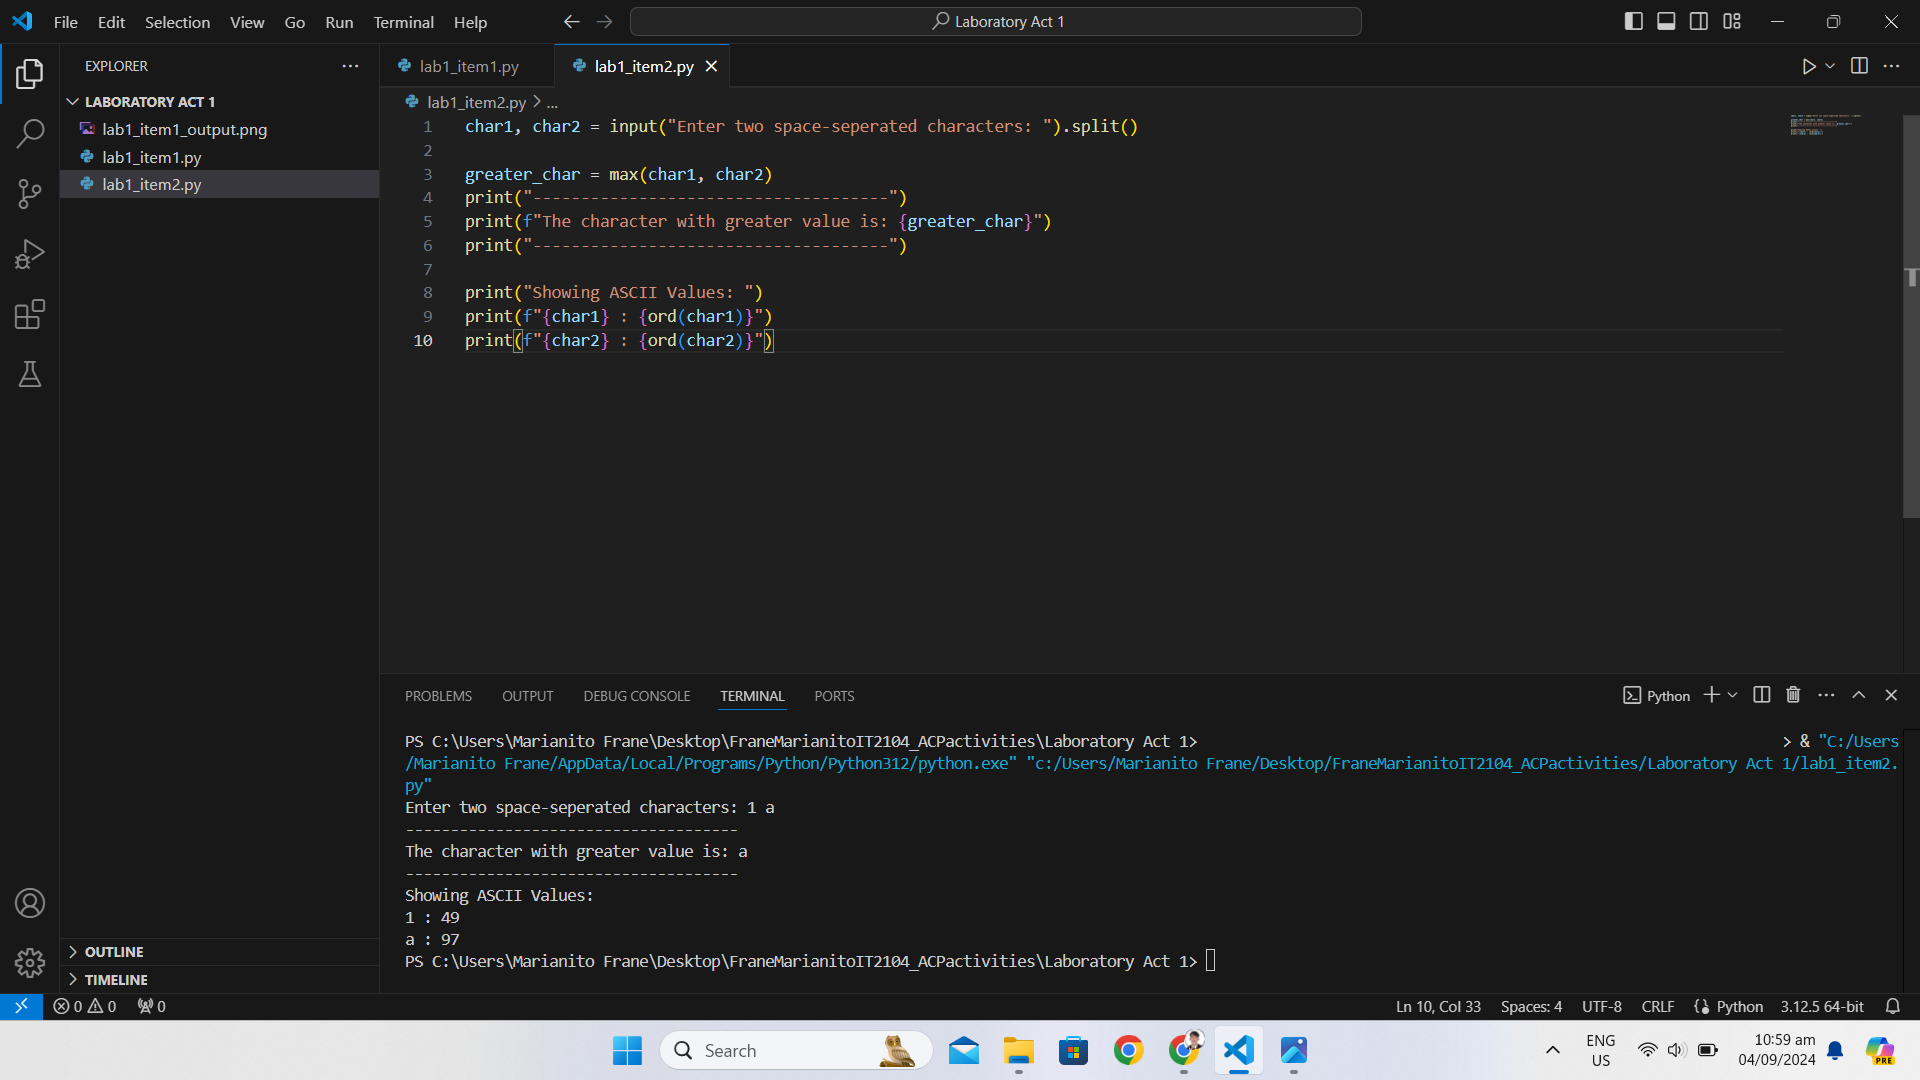 File Edit Selection View Go Run Terminal Help
Laboratory Act 1
EXPLORER
LABORATORY ACT 1
lab1_item1_output.png
lab1_item1.py
lab1_item2.py
OUTLINE
TIMELINE
lab1_item1.py lab1_item2.py
lab1_item2.py > ...
1 char1, char2 = input("Enter two space-seperated characters: ").split()
2
3 greater_char = max(char1, char2)
4 print("-------------------------------------")
5 print(f"The character with greater value is: {greater_char}")
6 print("-------------------------------------")
7
8 print("Showing ASCII Values: ")
9 print(f"{char1} : {ord(char1)}")
10 print(f"{char2} : {ord(char2)}")
PROBLEMS OUTPUT DEBUG CONSOLE TERMINAL PORTS
Python
PS C:\Users\Marianito Frane\Desktop\FraneMarianitoIT2104_ACPactivities\Laboratory Act 1> > & "C:/Users
/Marianito Frane/AppData/Local/Programs/Python/Python312/python.exe" "c:/Users/Marianito Frane/Desktop/FraneMarianitoIT2104_ACPactivities/Laboratory Act 1/lab1_item2.
py"
Enter two space-seperated characters: 1 a
-------------------------------------
The character with greater value is: a
-------------------------------------
Showing ASCII Values:
1 : 49
a : 97
PS C:\Users\Marianito Frane\Desktop\FraneMarianitoIT2104_ACPactivities\Laboratory Act 1>
0 0 0
Ln 10, Col 33 Spaces: 4 UTF-8 CRLF Python 3.12.5 64-bit
Search
ENG
US
10:59 am
04/09/2024
PRE